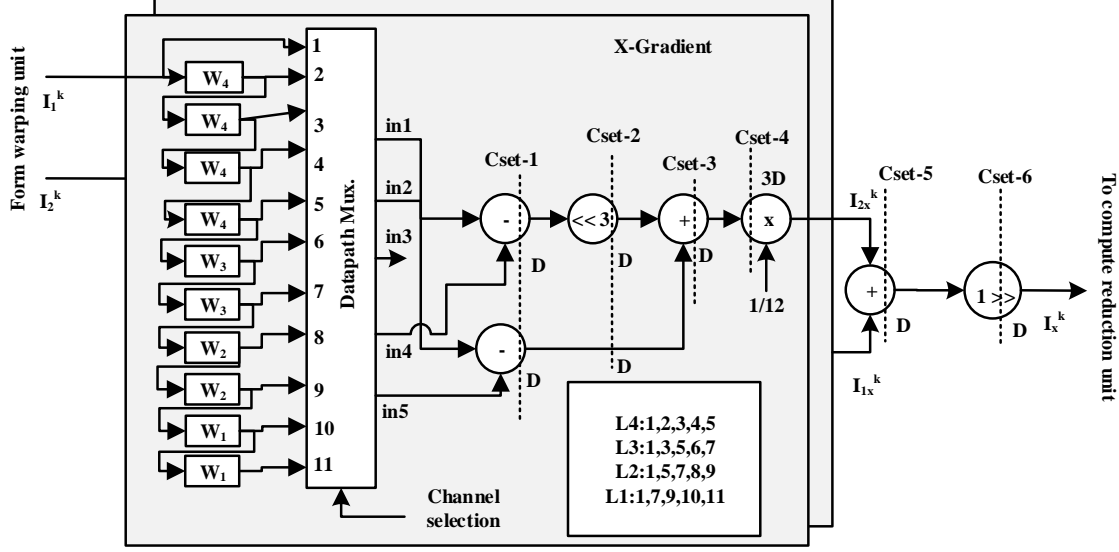 X-Gradient
Form warping unit
I₁ᵏ
I₂ᵏ
W₄
W₄
W₄
W₄
W₃
W₃
W₂
W₂
W₁
W₁
1
2
3
4
5
6
7
8
9
10
11
Datapath Mux.
in1
in2
in3
in4
in5
Channel
selection
Cset-1
Cset-2
Cset-3
Cset-4
3D
Cset-5
Cset-6
-
<< 3
+
x
D
D
D
1/12
-
D
D
I₂ₓᵏ
+
D
I₁ₓᵏ
1 >>
D
Iₓᵏ
To compute reduction unit
L4:1,2,3,4,5
L3:1,3,5,6,7
L2:1,5,7,8,9
L1:1,7,9,10,11